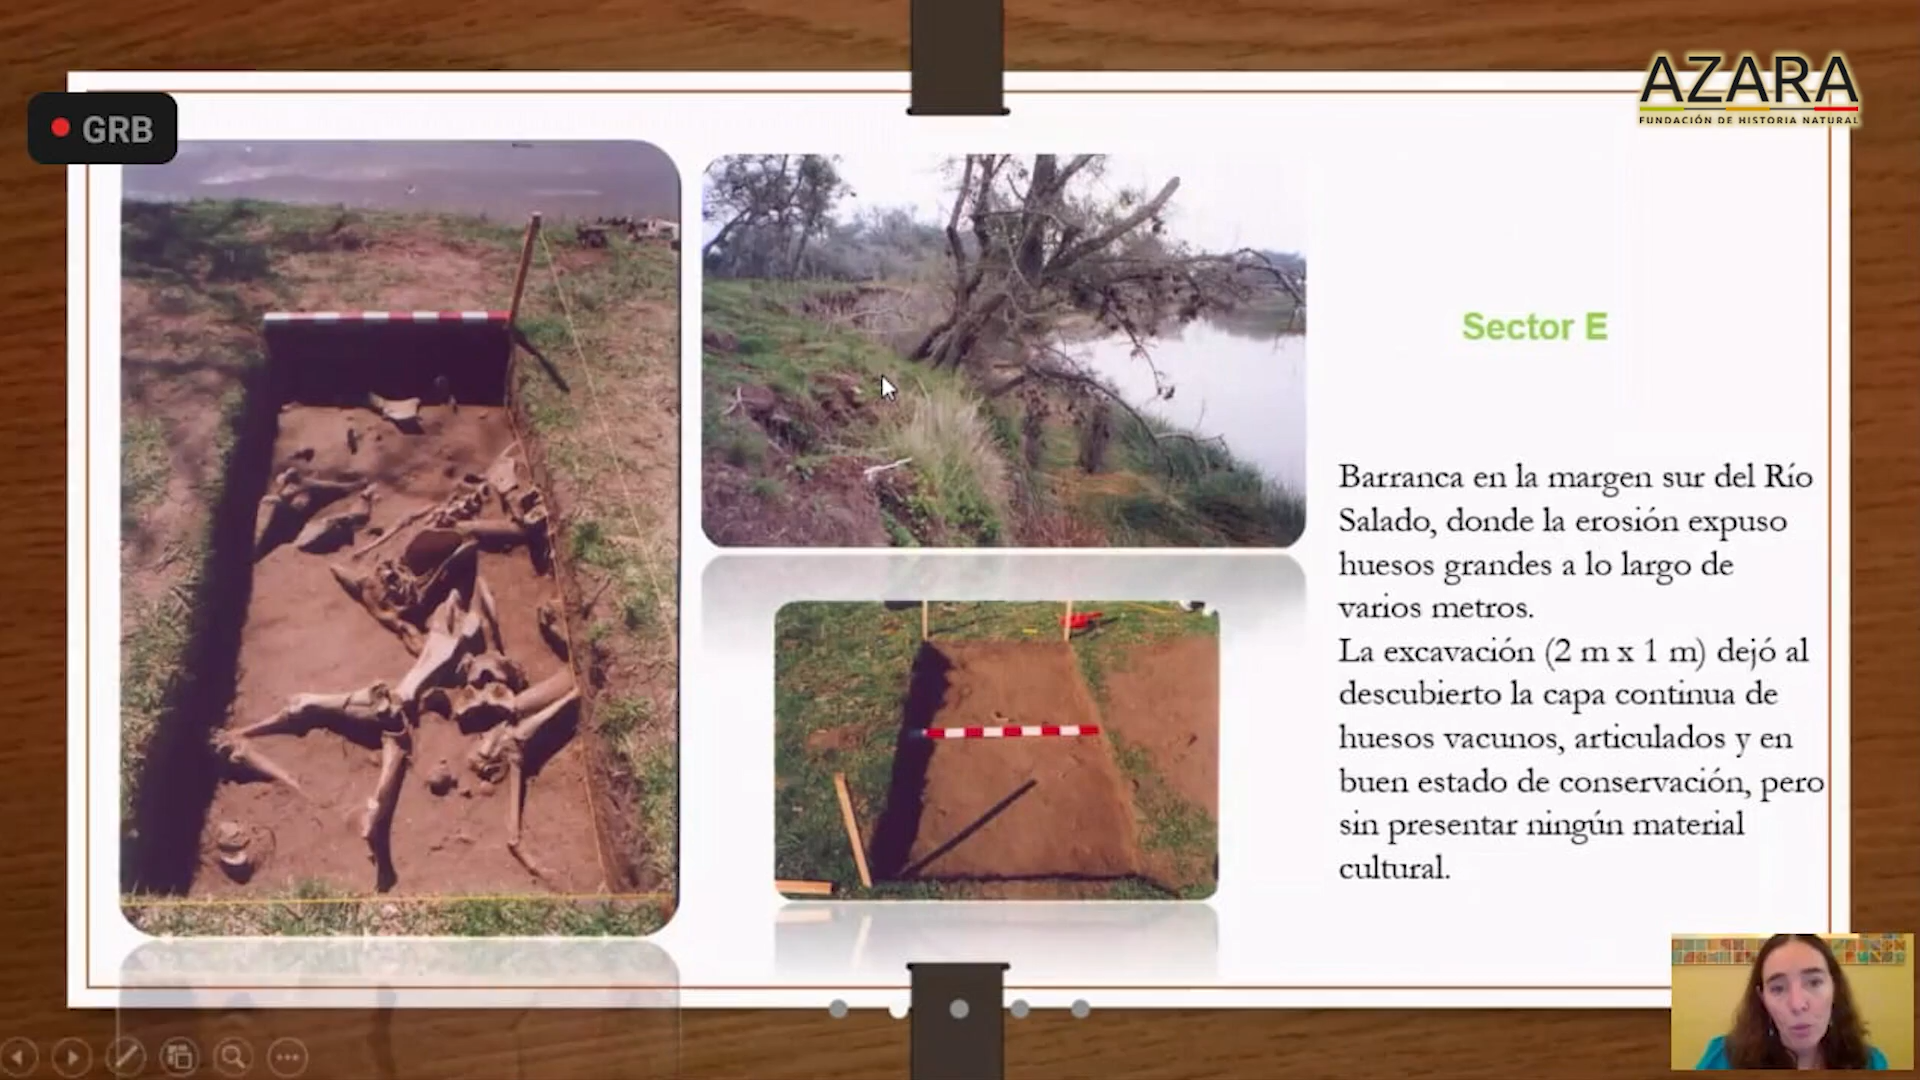 GRB
AZARA
FUNDACIÓN DE HISTORIA NATURAL
Sector E
Barranca en la margen sur del Río
Salado, donde la erosión expuso
huesos grandes a lo largo de
varios metros.
La excavación (2 m x 1 m) dejó al
descubierto la capa continua de
huesos vacunos, articulados y en
buen estado de conservación, pero
sin presentar ningún material
cultural.